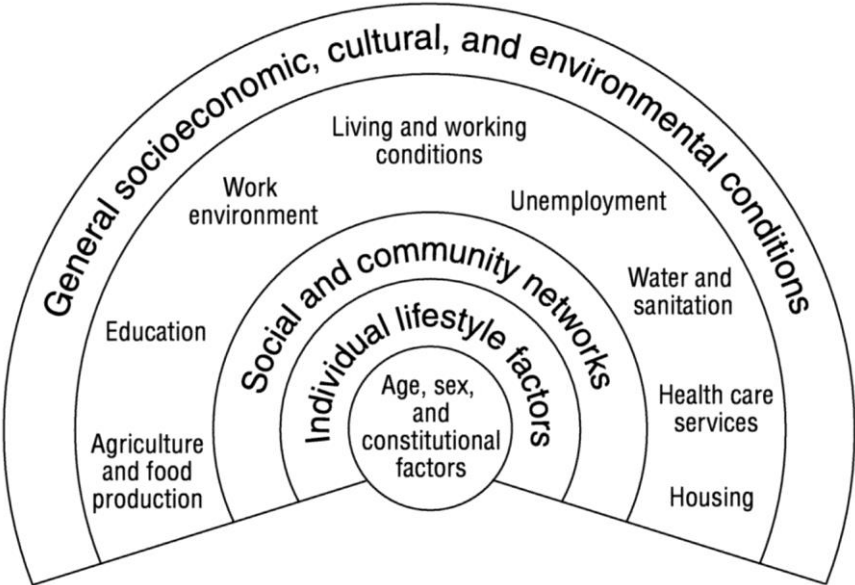 General socioeconomic, cultural, and environmental conditions
Living and working
conditions
Work
environment
Unemployment
Education
Water and
sanitation
Agriculture
and food
production
Health care
services
Housing
Social and community networks
Individual lifestyle factors
Age, sex,
and
constitutional
factors